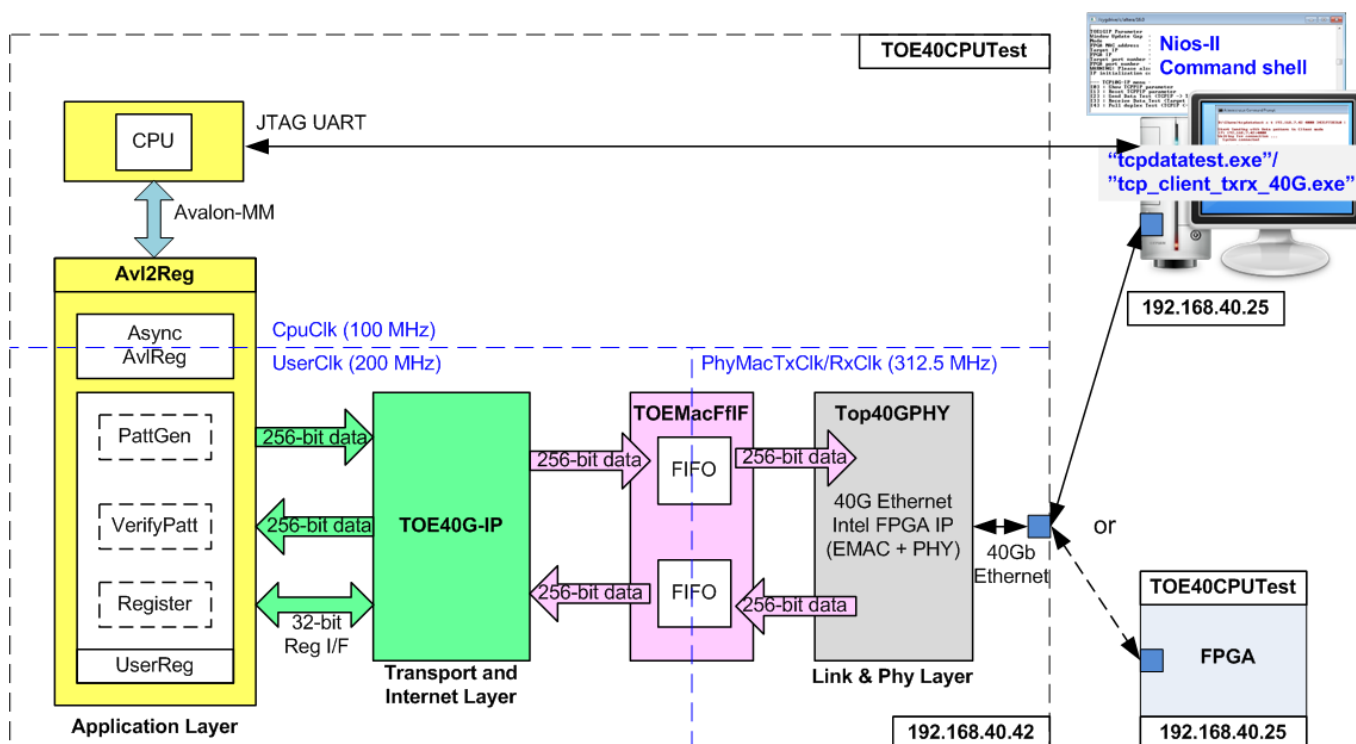 TOE40CPUTest
Nios-II
Command shell
CPU
JTAG UART
"tcpdatatest.exe"/
"tcp_client_txrx_40G.exe"
Avalon-MM
Avl2Reg
192.168.40.25
Async
AvlReg
CpuClk (100 MHz)
UserClk (200 MHz)
PhyMacTxClk/RxClk (312.5 MHz)
PattGen
VerifyPatt
Register
UserReg
Application Layer
256-bit data
256-bit data
32-bit
Reg I/F
TOE40G-IP
Transport and
Internet Layer
256-bit data
256-bit data
TOEMacFfIF
FIFO
FIFO
256-bit data
256-bit data
Top40GPHY
40G Ethernet
Intel FPGA IP
(EMAC + PHY)
Link & Phy Layer
40Gb
Ethernet
or
192.168.40.42
TOE40CPUTest
FPGA
192.168.40.25